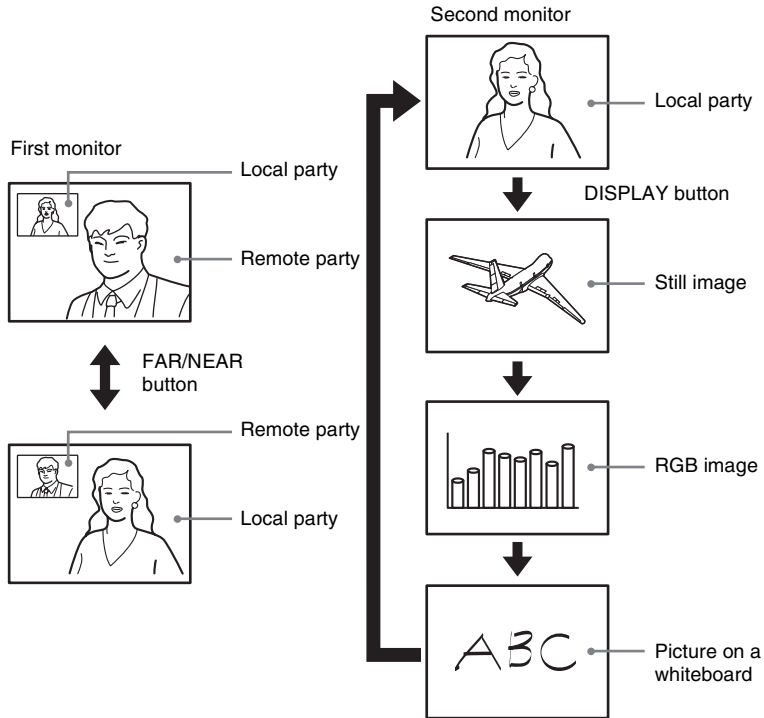 First monitor
Local party
Remote party
FAR/NEAR
button
Remote party
Local party
Second monitor
Local party
DISPLAY button
Still image
RGB image
ABC
Picture on a
whiteboard